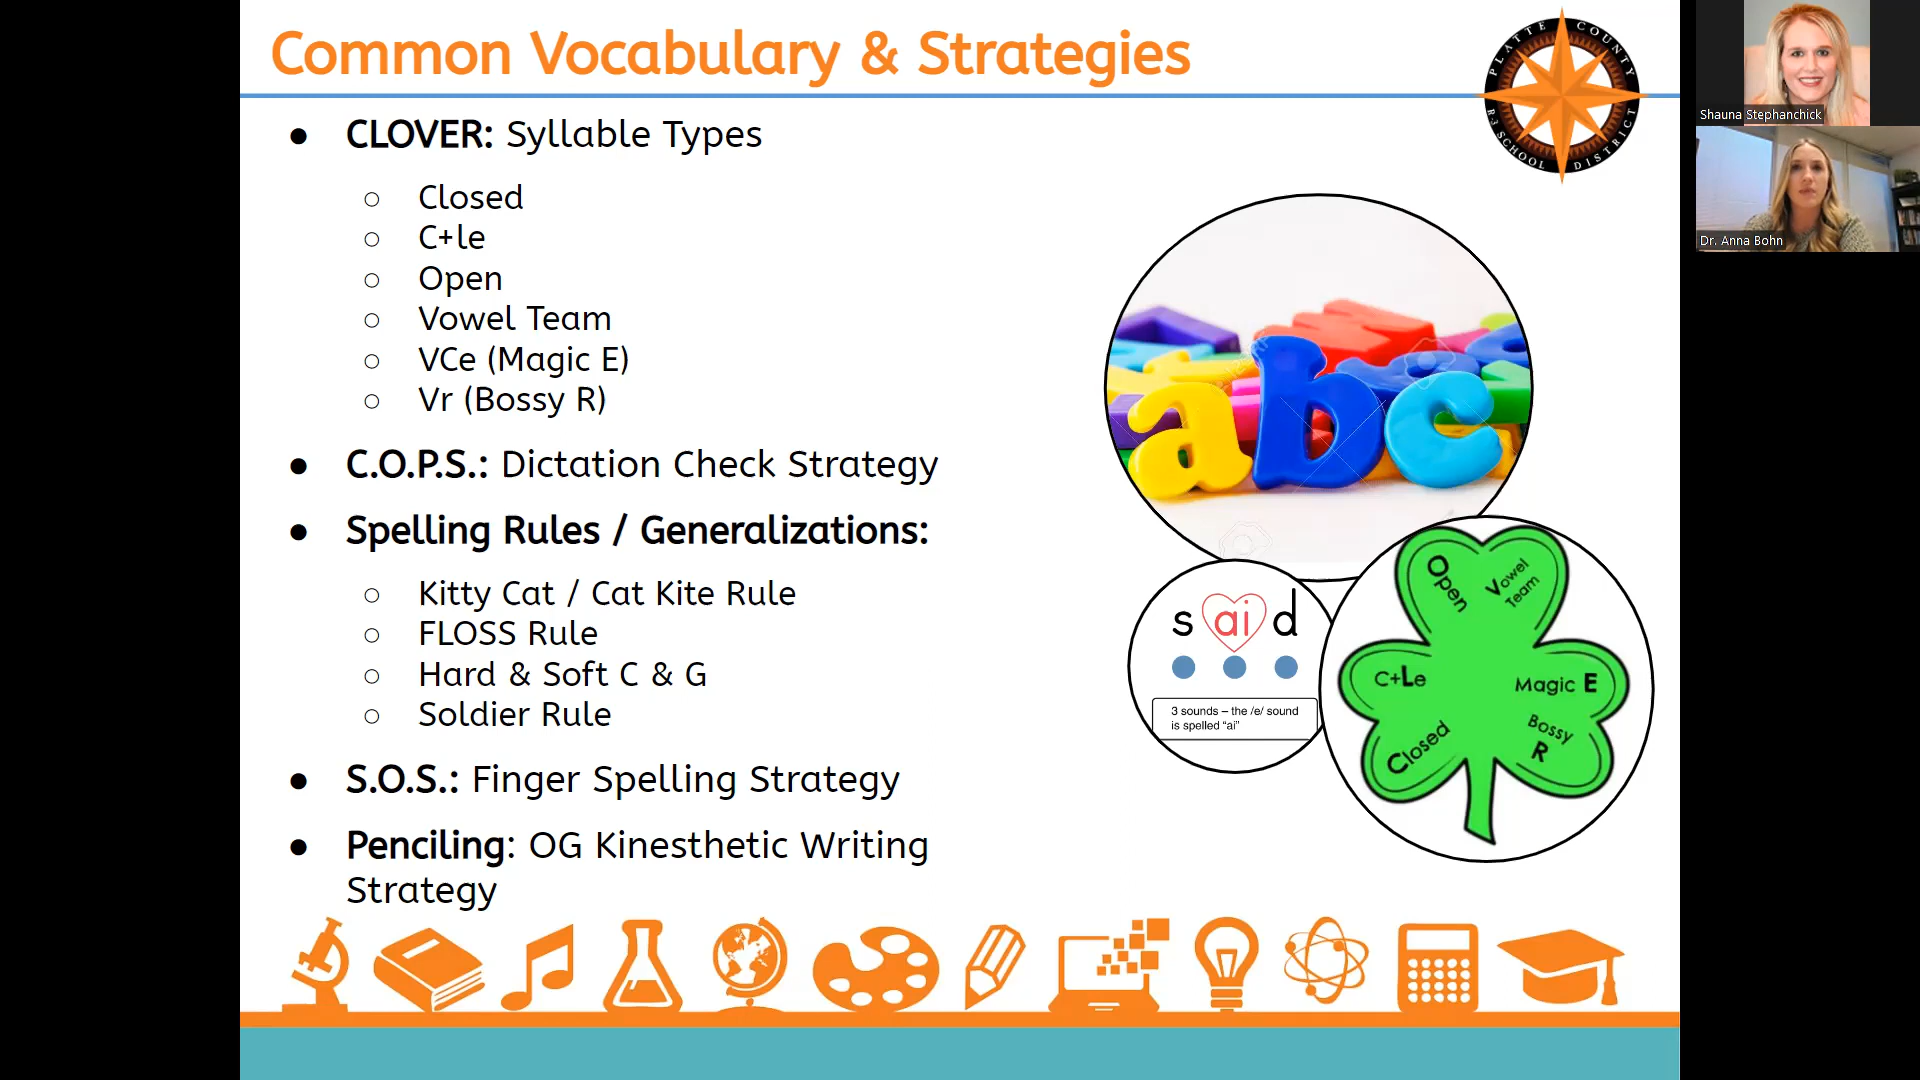 Common Vocabulary & Strategies
PLATTE COUNTY
R3 SCHOOL DISTRICT
CLOVER: Syllable Types
Closed
C+le
Open
Vowel Team
VCe (Magic E)
Vr (Bossy R)
C.O.P.S.: Dictation Check Strategy
Spelling Rules / Generalizations:
Kitty Cat / Cat Kite Rule
FLOSS Rule
Hard & Soft C & G
Soldier Rule
S.O.S.: Finger Spelling Strategy
Penciling: OG Kinesthetic Writing
Strategy
abc
s ai d
3 sounds – the /e/ sound
is spelled “ai”
Open
Vowel
Team
C+Le
Magic E
Closed
Bossy
R
Shauna Stephanchick
Dr. Anna Bohn